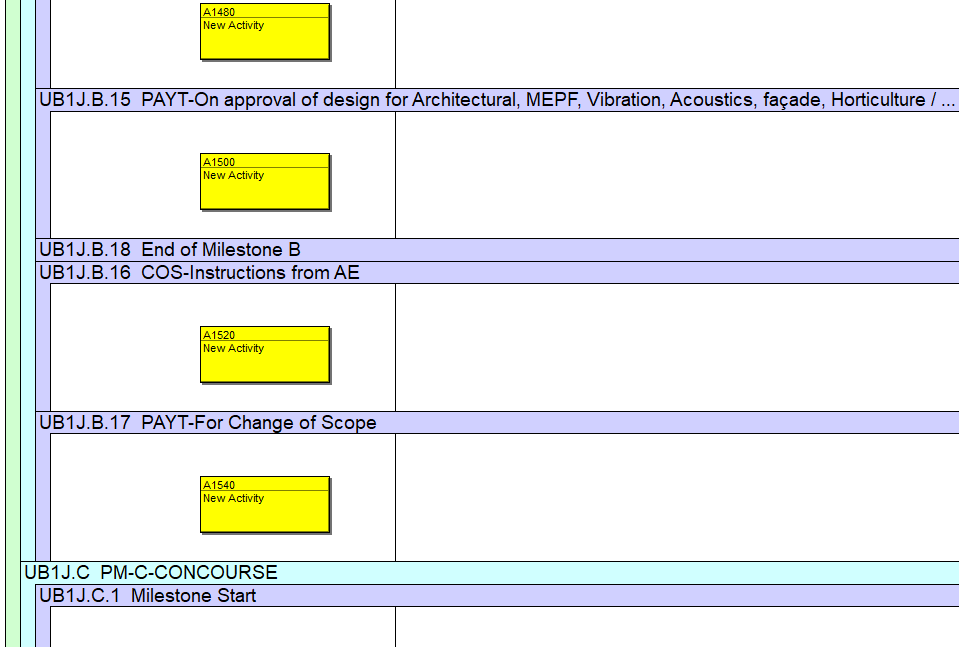 A1480
New Activity
UB1J.B.15 PAYT-On approval of design for Architectural, MEPF, Vibration, Acoustics, façade, Horticulture / ...
A1500
New Activity
UB1J.B.18 End of Milestone B
UB1J.B.16 COS-Instructions from AE
A1520
New Activity
UB1J.B.17 PAYT-For Change of Scope
A1540
New Activity
UB1J.C PM-C-CONCOURSE
UB1J.C.1 Milestone Start